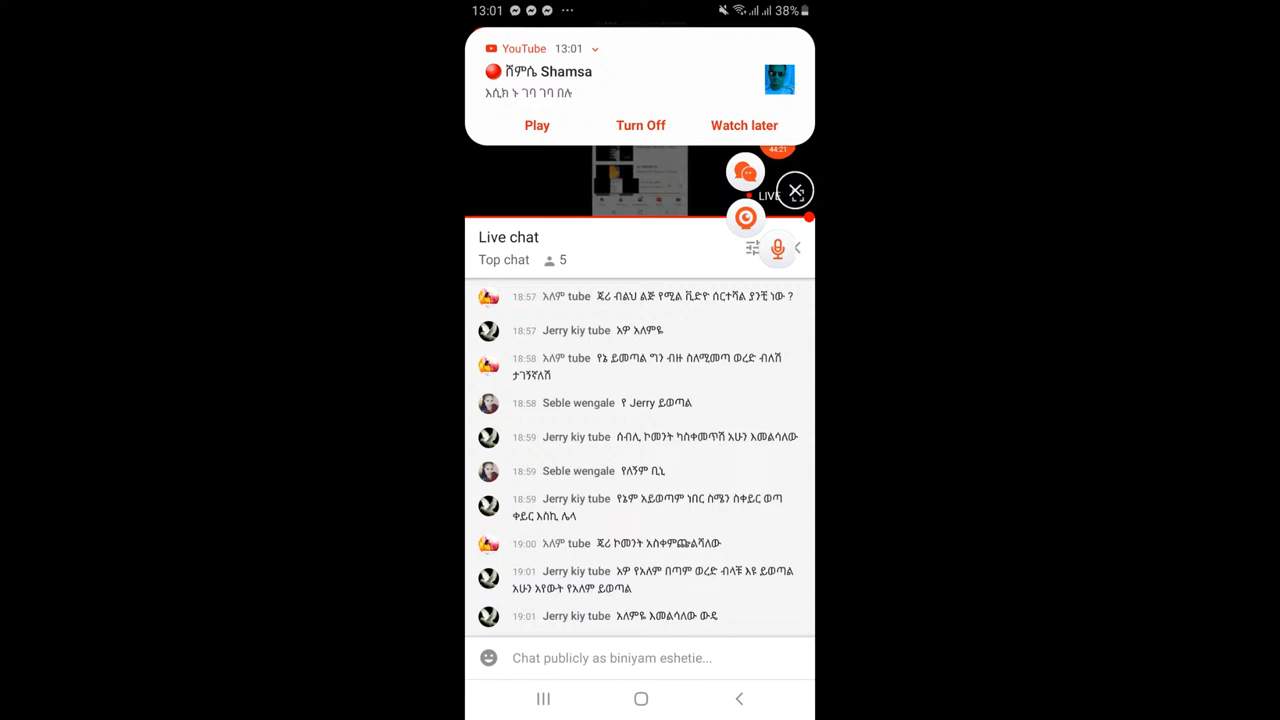 13:01
38%
YouTube 13:01
ሸምሴ Shamsa
እሲክ ኑ ገባ ገባ በሉ
Play Turn Off Watch later
44:21
LIVE
Live chat
Top chat 5
18:57 አለም tube ጄሪ ብልህ ልጅ የሚል ቪድዮ ሰርተሻል ያንቺ ነው ?
18:57 Jerry kiy tube አዎ አለምዬ
18:58 አለም tube የኔ ይመጣል ግን ብዙ ስለሚመጣ ወረድ ብለሽ
ታገኝኛለሽ
18:58 Seble wengale የ Jerry ይወጣል
18:59 Jerry kiy tube ሰብሊ ኮመንት ካስቀመጥሽ አሁን እመልሳለው
18:59 Seble wengale የለኝም ቢኒ
18:59 Jerry kiy tube የኔም አይወጣም ነበር ስሜን ስቀይር ወጣ
ቀይር እስኪ ሌላ
19:00 አለም tube ጄሪ ኮመንት አስቀምጬልሻለው
19:01 Jerry kiy tube አዎ የአለም በጣም ወረድ ብላቹ እዩ ይወጣል
አሁን አየውት የአለም ይወጣል
19:01 Jerry kiy tube አለምዬ እመልሳለው ውዴ
Chat publicly as biniyam eshetie...